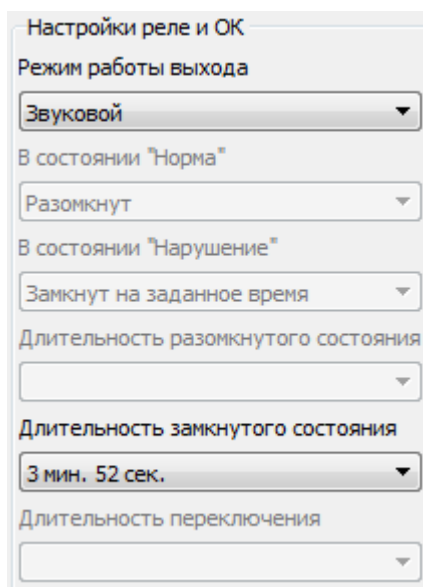 Настройки реле и ОК
Режим работы выхода
Звуковой
В состоянии "Норма"
Разомкнут
В состоянии "Нарушение"
Замкнут на заданное время
Длительность разомкнутого состояния
Длительность замкнутого состояния
3 мин. 52 сек.
Длительность переключения